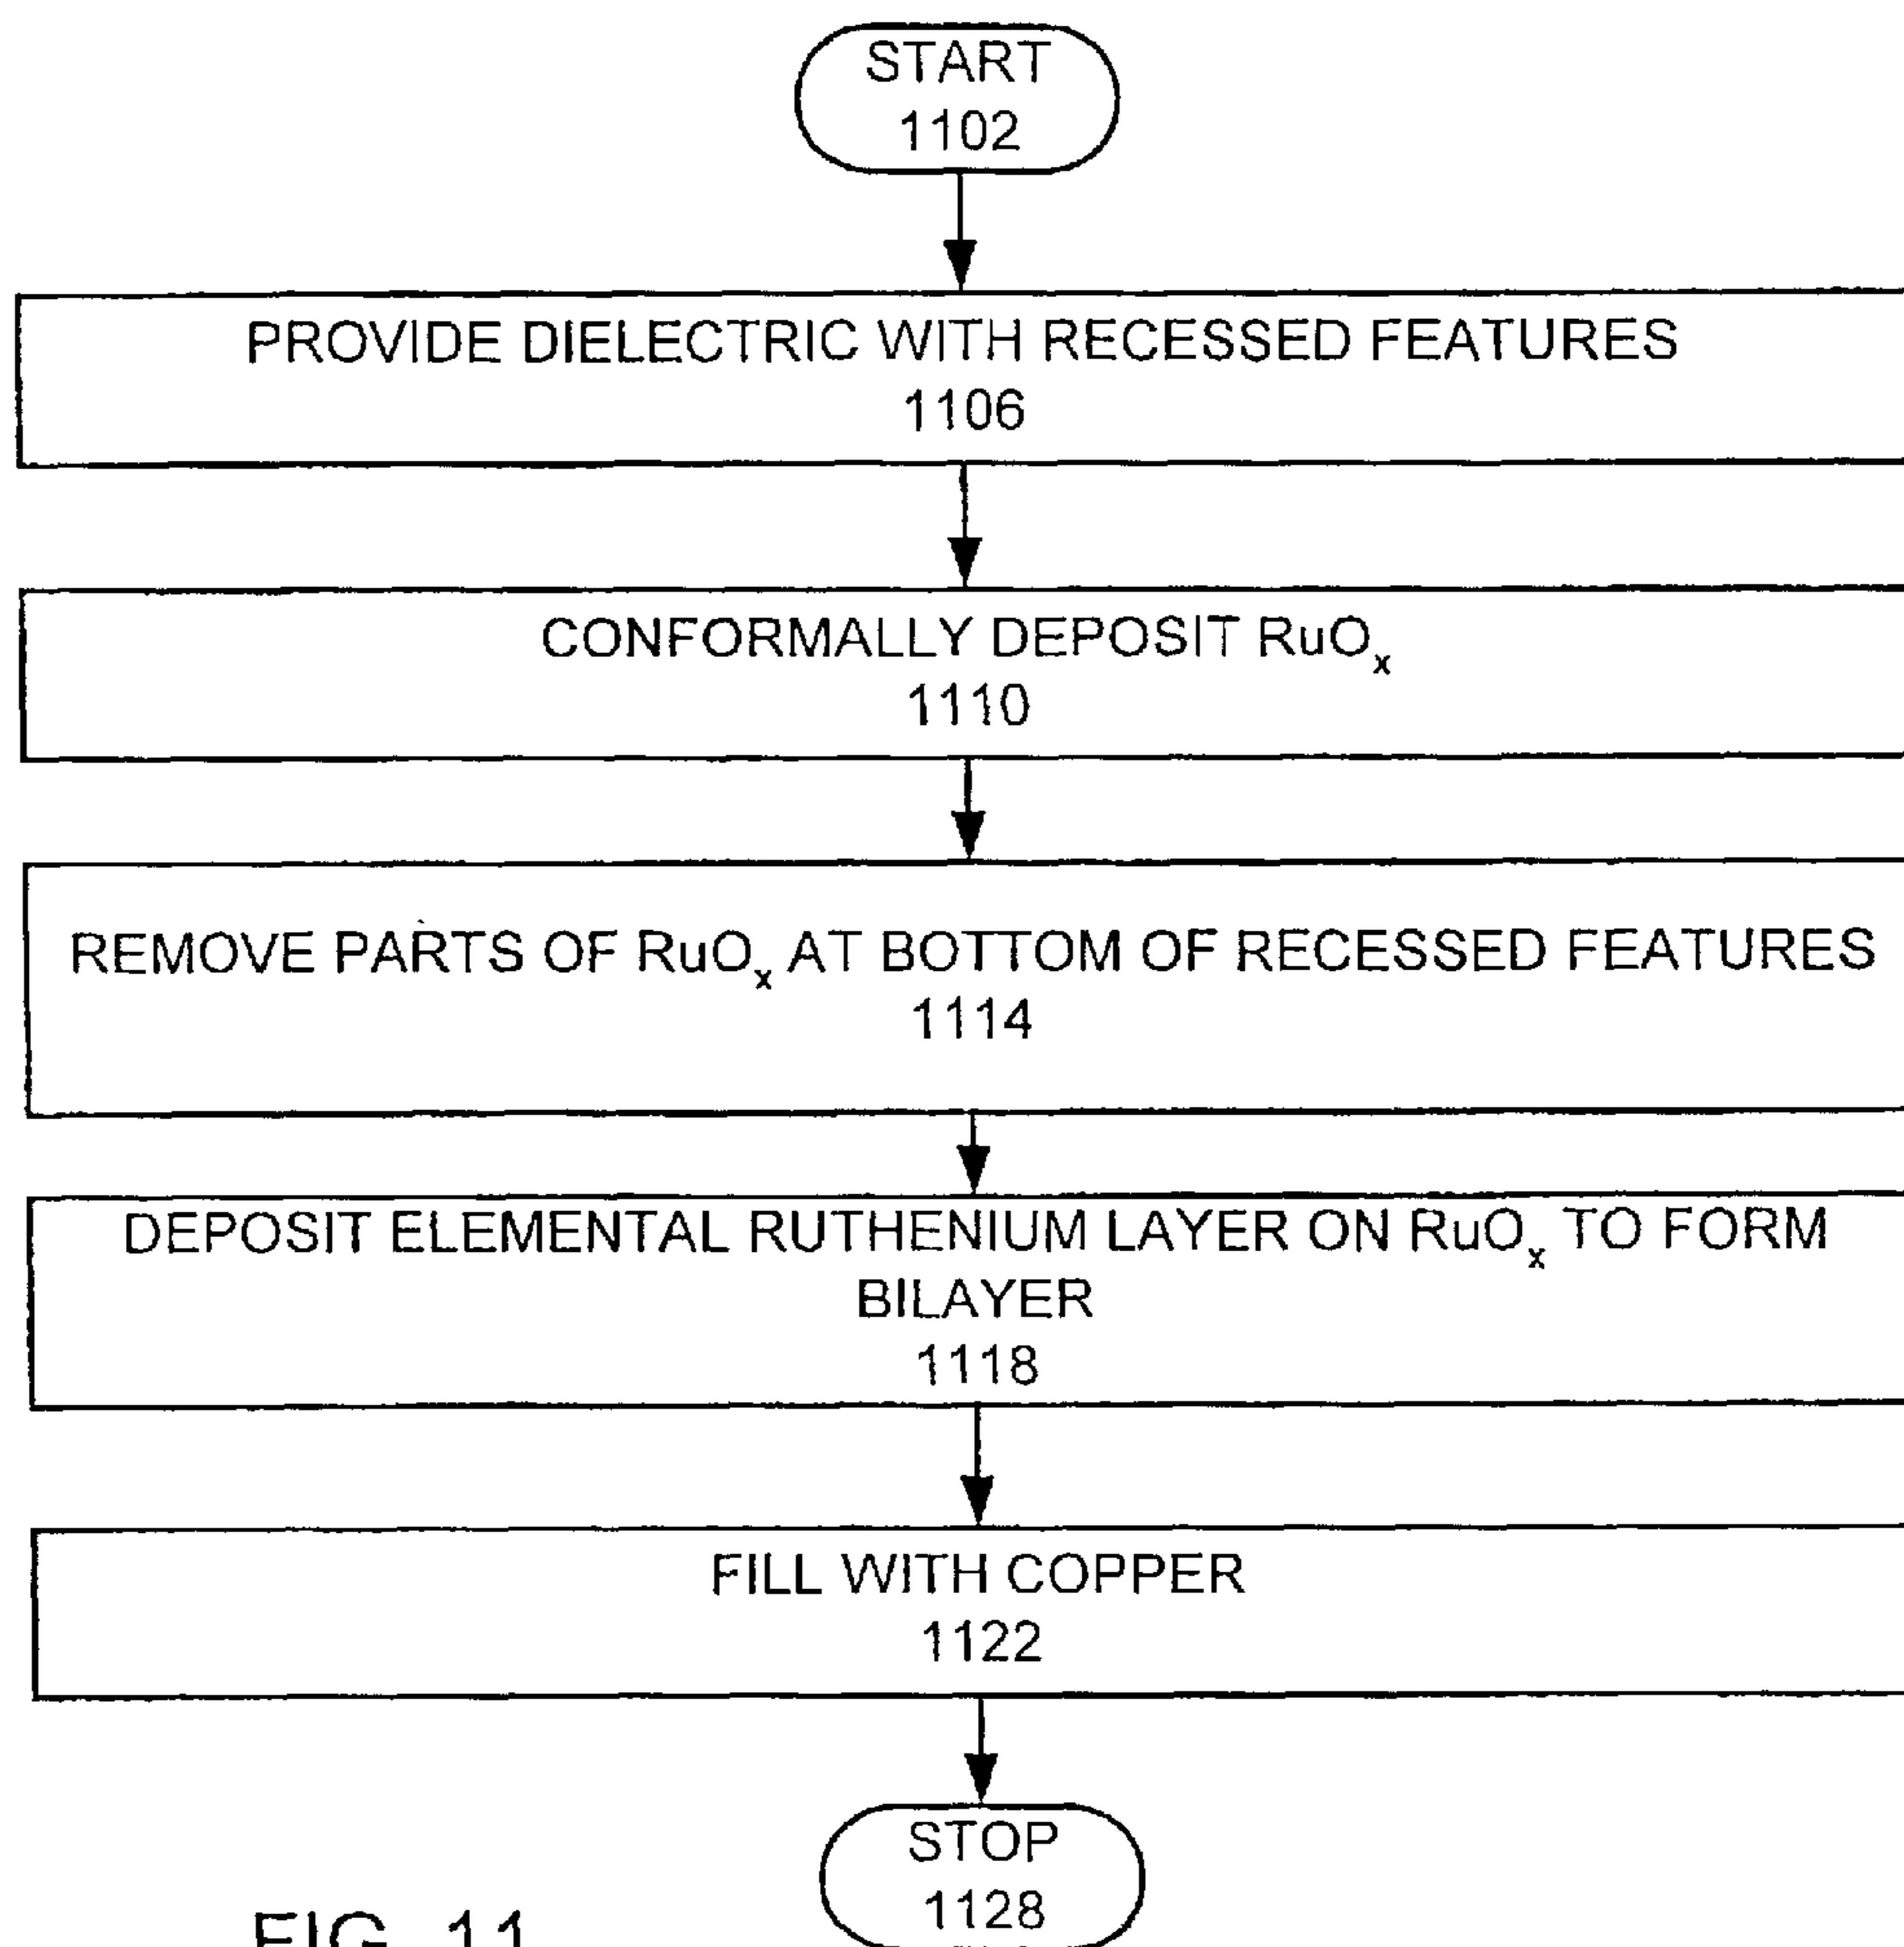 START
1102
PROVIDE DIELECTRIC WITH RECESSED FEATURES
1106
CONFORMALLY DEPOSIT RuOₓ
1110
REMOVE PARTS OF RuOₓ AT BOTTOM OF RECESSED FEATURES
1114
DEPOSIT ELEMENTAL RUTHENIUM LAYER ON RuOₓ TO FORM
BILAYER
1118
FILL WITH COPPER
1122
STOP
1128
FIG. 11